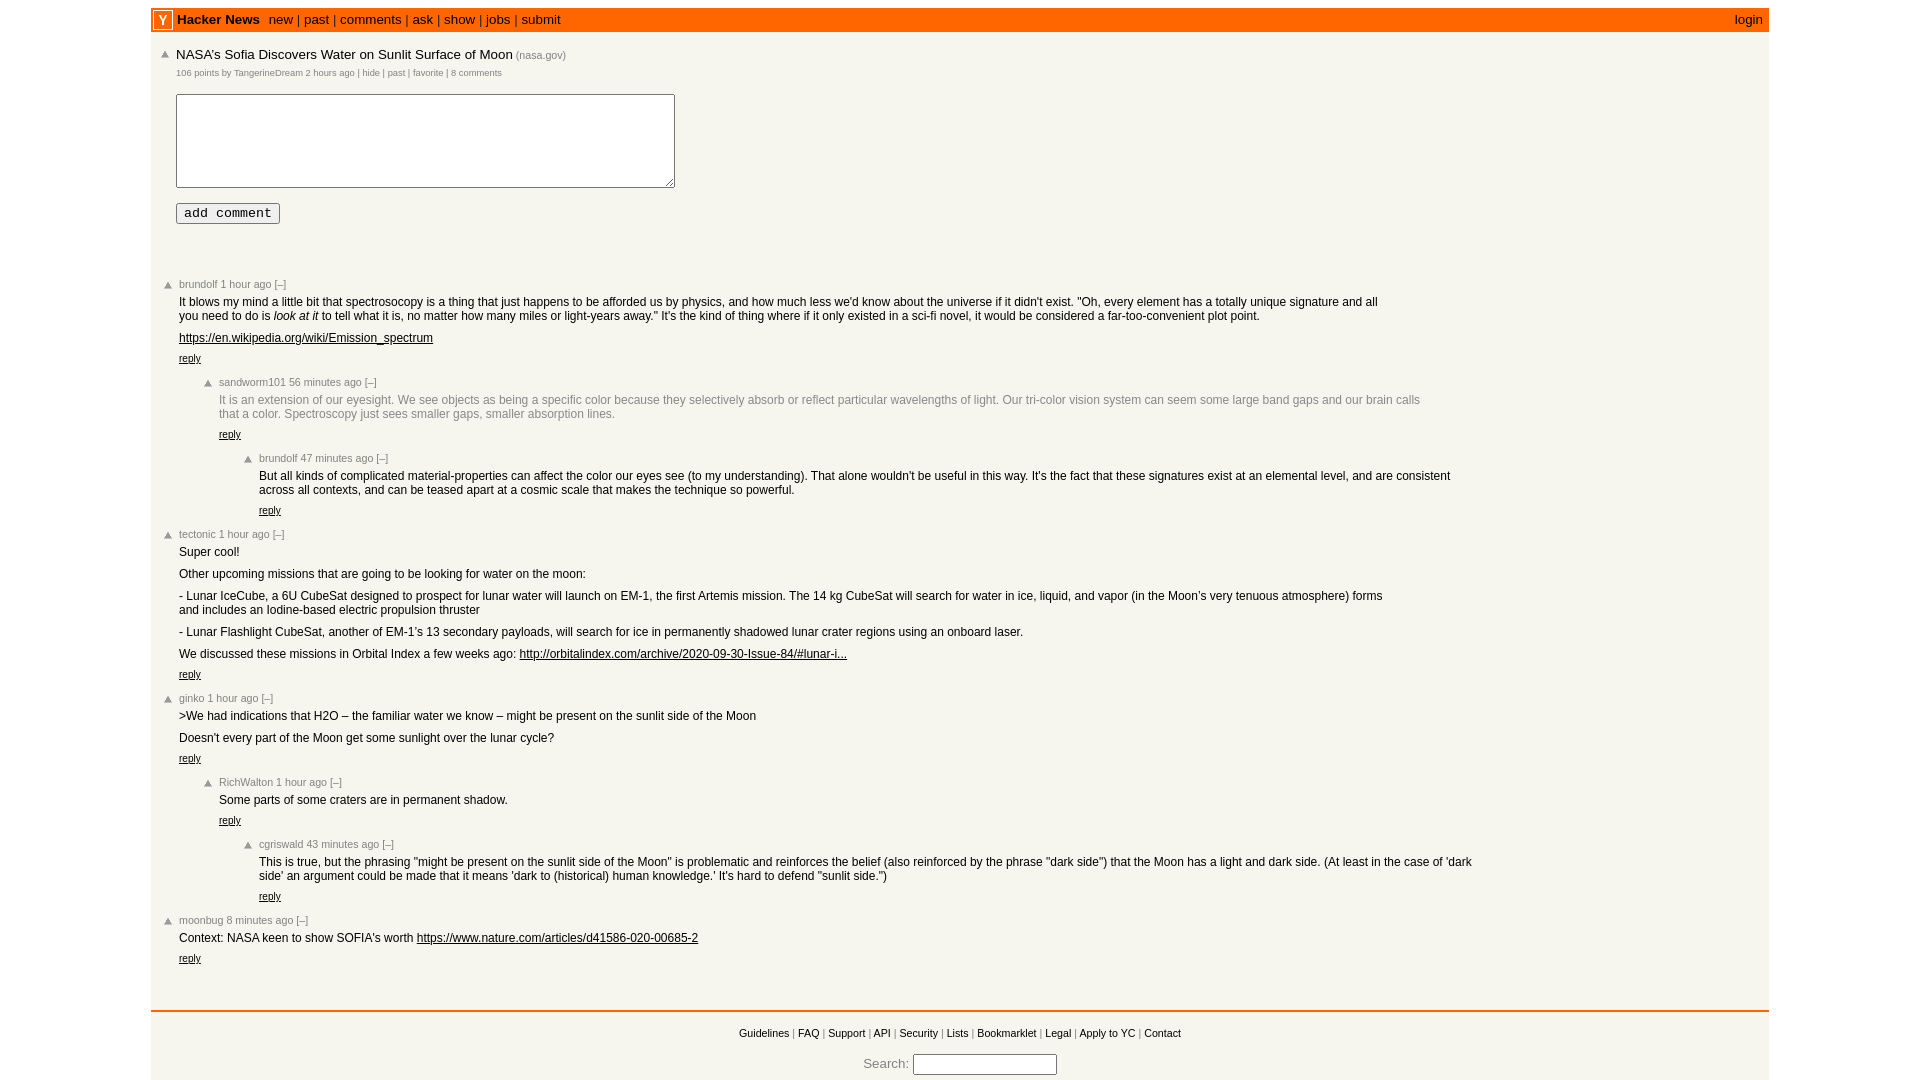 Y Hacker News new | past | comments | ask | show | jobs | submit login
NASA’s Sofia Discovers Water on Sunlit Surface of Moon (nasa.gov)
106 points by TangerineDream 2 hours ago | hide | past | favorite | 8 comments
add comment
brundolf 1 hour ago [–]
It blows my mind a little bit that spectrosocopy is a thing that just happens to be afforded us by physics, and how much less we'd know about the universe if it didn't exist. "Oh, every element has a totally unique signature and all
you need to do is look at it to tell what it is, no matter how many miles or light-years away." It's the kind of thing where if it only existed in a sci-fi novel, it would be considered a far-too-convenient plot point.
https://en.wikipedia.org/wiki/Emission_spectrum
reply
sandworm101 56 minutes ago [–]
It is an extension of our eyesight. We see objects as being a specific color because they selectively absorb or reflect particular wavelengths of light. Our tri-color vision system can seem some large band gaps and our brain calls
that a color. Spectroscopy just sees smaller gaps, smaller absorption lines.
reply
brundolf 47 minutes ago [–]
But all kinds of complicated material-properties can affect the color our eyes see (to my understanding). That alone wouldn't be useful in this way. It's the fact that these signatures exist at an elemental level, and are consistent
across all contexts, and can be teased apart at a cosmic scale that makes the technique so powerful.
reply
tectonic 1 hour ago [–]
Super cool!
Other upcoming missions that are going to be looking for water on the moon:
- Lunar IceCube, a 6U CubeSat designed to prospect for lunar water will launch on EM-1, the first Artemis mission. The 14 kg CubeSat will search for water in ice, liquid, and vapor (in the Moon’s very tenuous atmosphere) forms
and includes an Iodine-based electric propulsion thruster
- Lunar Flashlight CubeSat, another of EM-1’s 13 secondary payloads, will search for ice in permanently shadowed lunar crater regions using an onboard laser.
We discussed these missions in Orbital Index a few weeks ago: http://orbitalindex.com/archive/2020-09-30-Issue-84/#lunar-i...
reply
ginko 1 hour ago [–]
>We had indications that H2O – the familiar water we know – might be present on the sunlit side of the Moon
Doesn't every part of the Moon get some sunlight over the lunar cycle?
reply
RichWalton 1 hour ago [–]
Some parts of some craters are in permanent shadow.
reply
cgriswald 43 minutes ago [–]
This is true, but the phrasing "might be present on the sunlit side of the Moon" is problematic and reinforces the belief (also reinforced by the phrase "dark side") that the Moon has a light and dark side. (At least in the case of 'dark
side' an argument could be made that it means 'dark to (historical) human knowledge.' It's hard to defend "sunlit side.")
reply
moonbug 8 minutes ago [–]
Context: NASA keen to show SOFIA's worth https://www.nature.com/articles/d41586-020-00685-2
reply
Guidelines | FAQ | Support | API | Security | Lists | Bookmarklet | Legal | Apply to YC | Contact
Search: